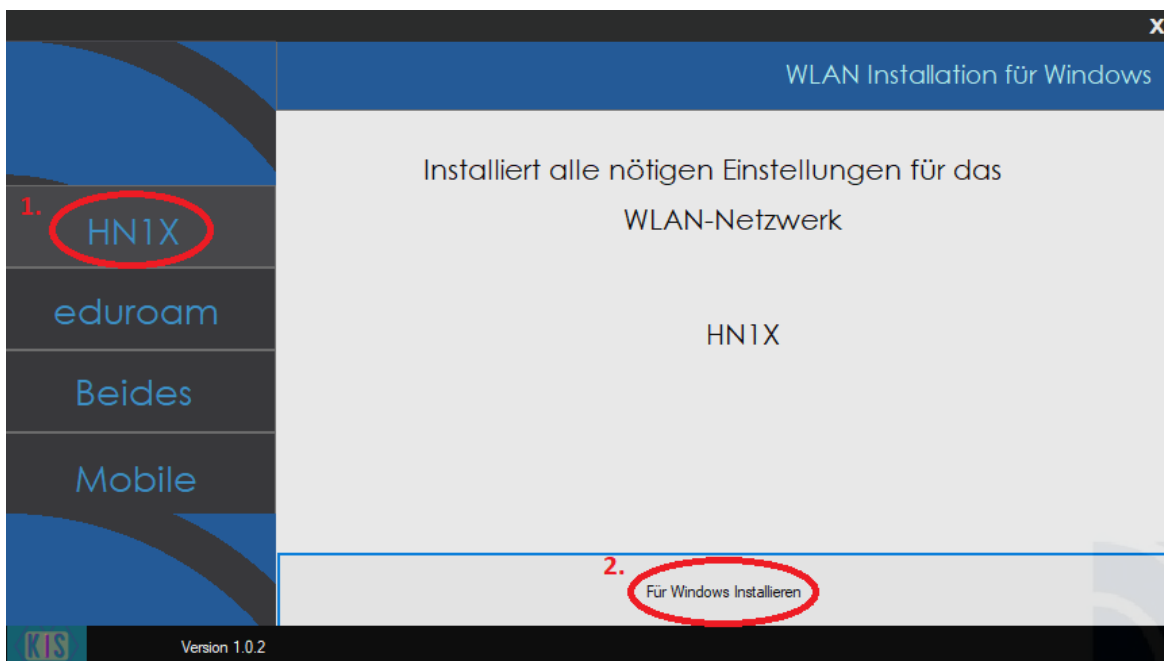 X
WLAN Installation für Windows
Installiert alle nötigen Einstellungen für das
WLAN-Netzwerk
HN1X
1.
HN1X
eduroam
Beides
Mobile
2.
Für Windows Installieren
KIS
Version 1.0.2